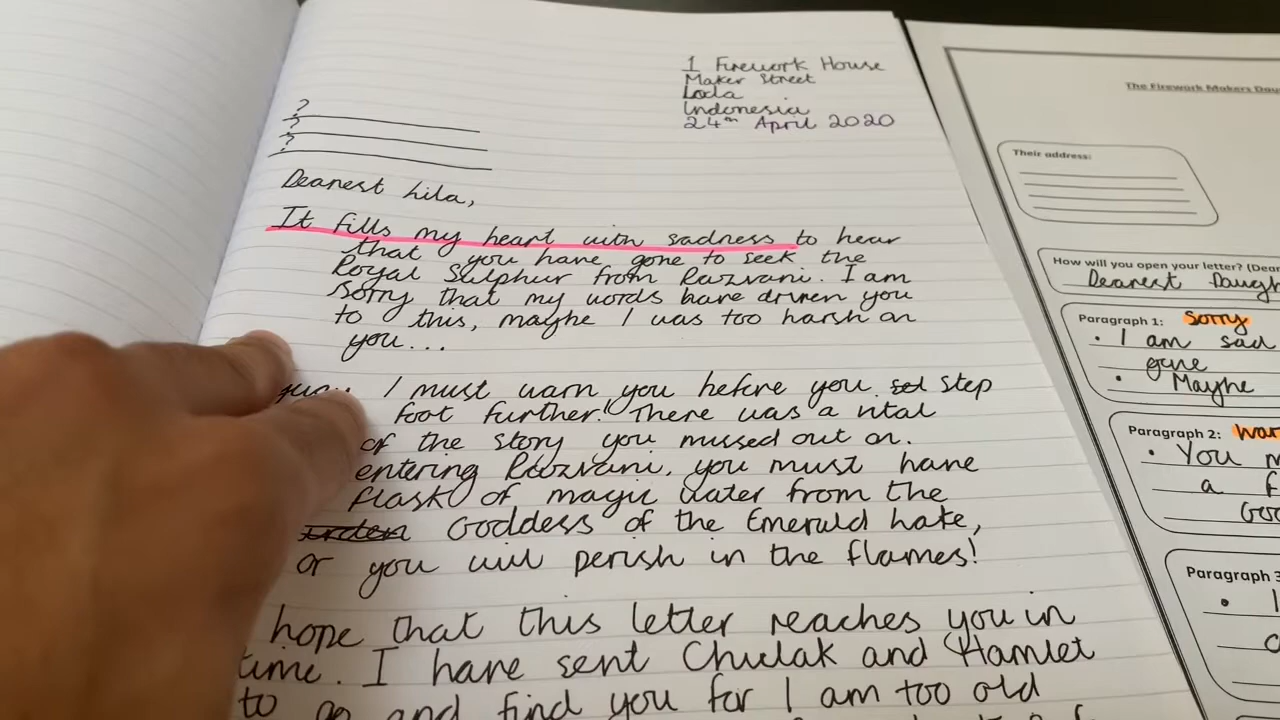 1 Firework House
Maker Street
Loda
Indonesia
24th April 2020
?
?
?
Dearest Lila,
It fills my heart with sadness to hear
that you have gone to seek the
Royal Sulphur from Razvani. I am
sorry that my words have driven you
to this, maybe I was too harsh on
you...
I must warn you before you step
foot further! There was a vital
of the story you missed out on.
entering Razvani, you must have
flask of magic water from the
Goddess of the Emerald Lake,
or you will perish in the flames!
hope that this letter reaches you in
time. I have sent Chulak and Hamlet
to go and find you for I am too old
The Firework Makers Dau
Their address:
How will you open your letter? (Dear
Dearest Daugh
Paragraph 1: Sorry
• I am sad
gone
• Maybe
Paragraph 2: war
• You m
a f
God
Paragraph 3
• I